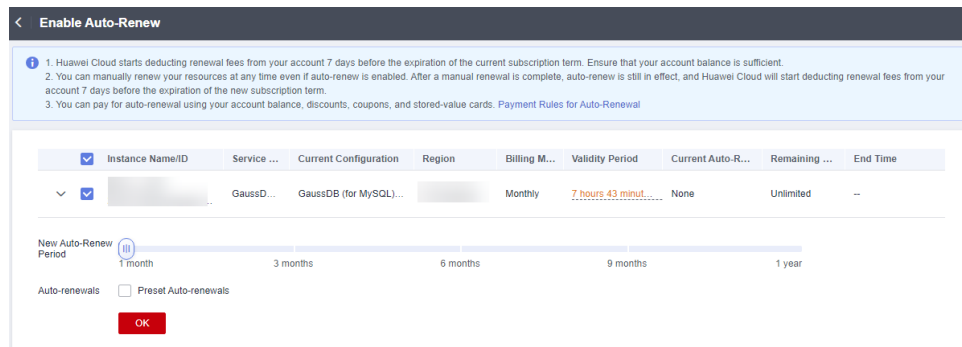 Enable Auto-Renew
1. Huawei Cloud starts deducting renewal fees from your account 7 days before the expiration of the current subscription term. Ensure that your account balance is sufficient.
2. You can manually renew your resources at any time even if auto-renew is enabled. After a manual renewal is complete, auto-renew is still in effect, and Huawei Cloud will start deducting renewal fees from your
account 7 days before the expiration of the new subscription term.
3. You can pay for auto-renewal using your account balance, discounts, coupons, and stored-value cards. Payment Rules for Auto-Renewal
Instance Name/ID Service ... Current Configuration Region Billing M... Validity Period Current Auto-R... Remaining ... End Time
GaussD... GaussDB (for MySQL)... Monthly 7 hours 43 minut... None Unlimited --
New Auto-Renew
Period
1 month 3 months 6 months 9 months 1 year
Auto-renewals Preset Auto-renewals
OK